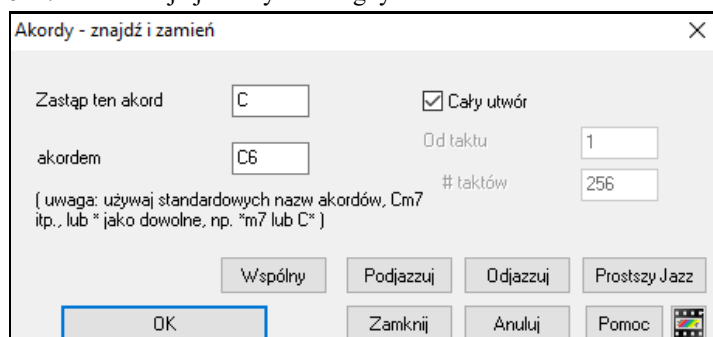 Akordy - znajdź i zamień
Zastąp ten akord C Cały utwór
Od taktu 1
akordem C6
# taktów 256
( uwaga: używaj standardowych nazw akordów, Cm7
itp., lub * jako dowolne, np. *m7 lub C* )
Wspólny Podjazzuj Odjazzuj Prostszy Jazz
OK Zamknij Anuluj Pomoc